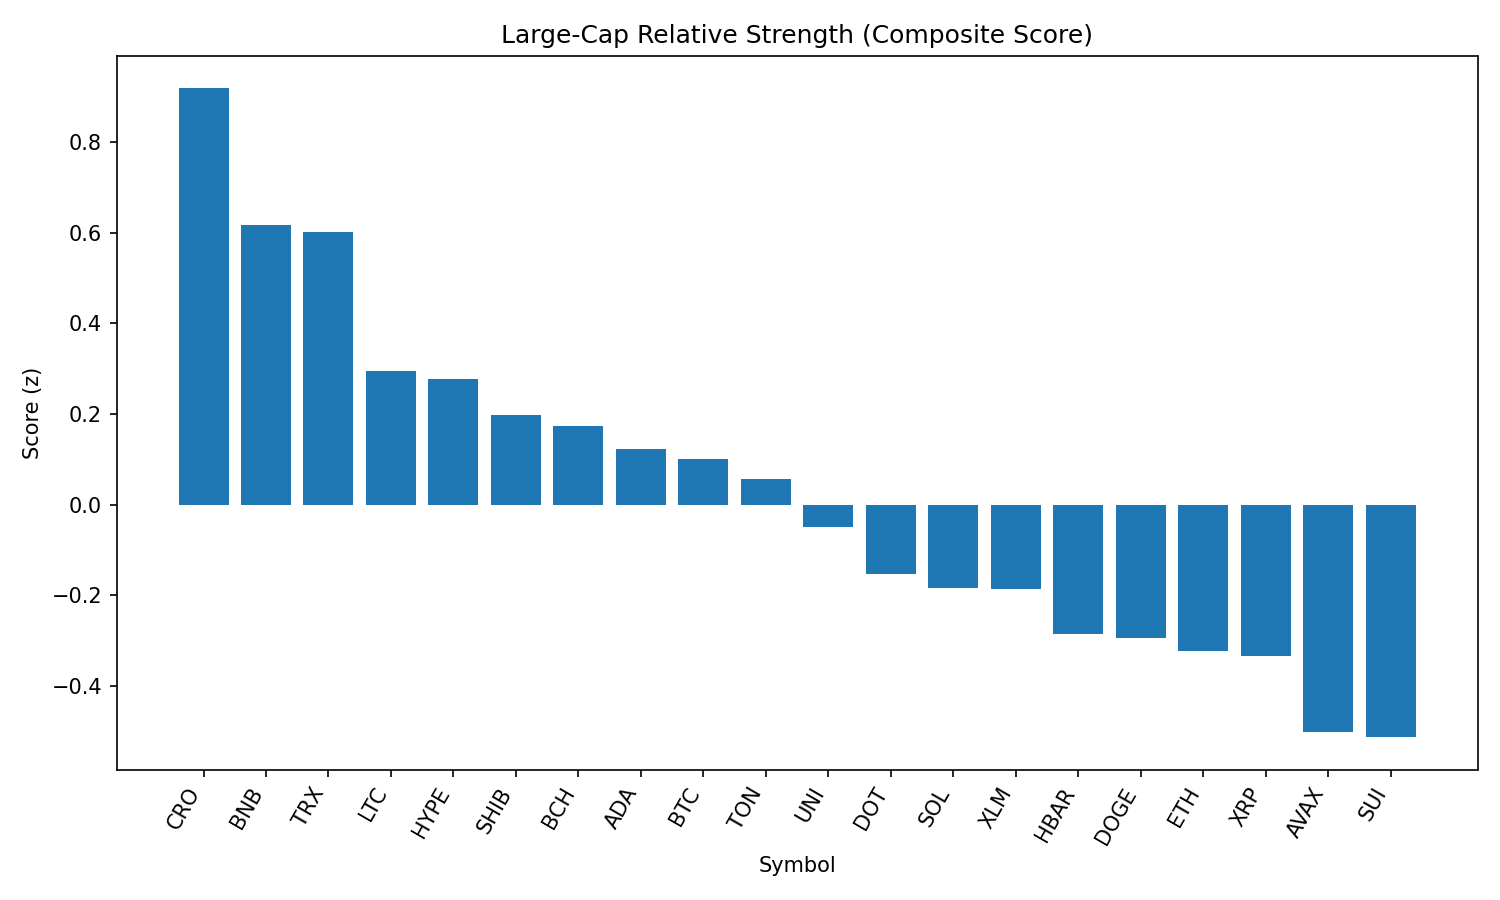 Large-Cap Relative Strength (Composite Score)
Score (z)
0.8
0.6
0.4
0.2
0.0
−0.2
−0.4
CRO
BNB
TRX
LTC
HYPE
SHIB
BCH
ADA
BTC
TON
UNI
DOT
SOL
XLM
HBAR
DOGE
ETH
XRP
AVAX
SUI
Symbol